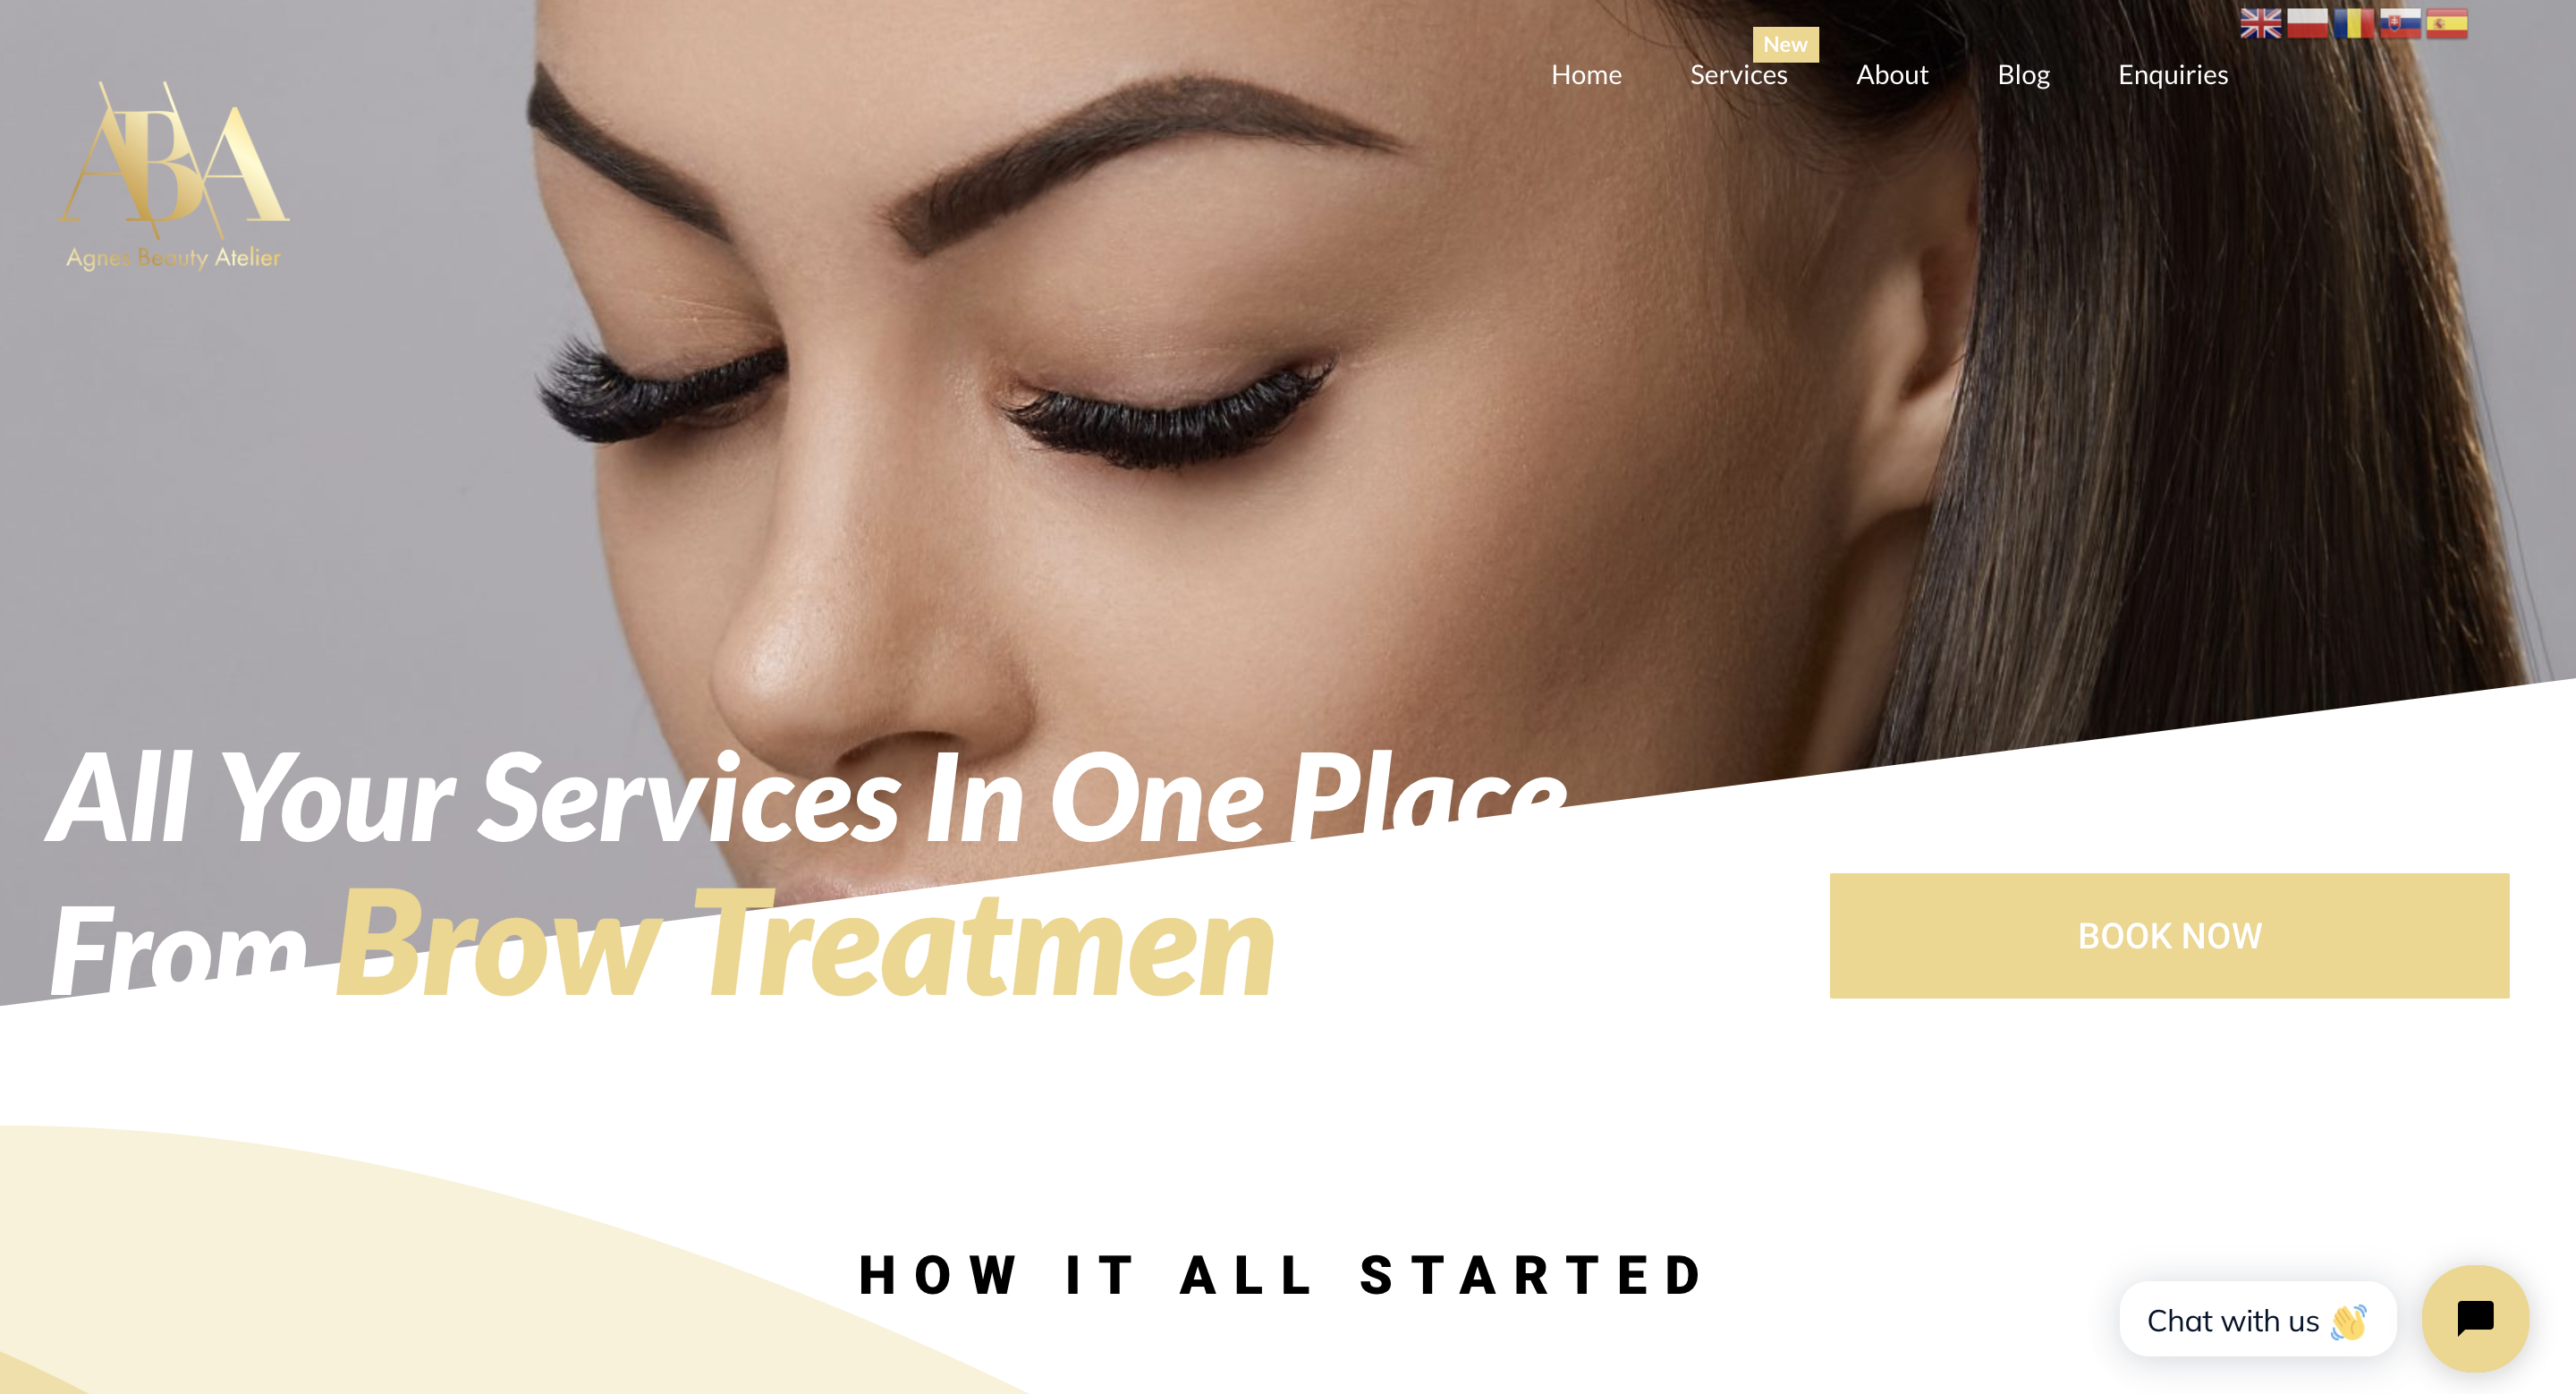 New
Home Services About Blog Enquiries
ABA
Agnes Beauty Atelier
All Your Services In One Place
From Brow Treatmen
BOOK NOW
HOW IT ALL STARTED
Chat with us 👋